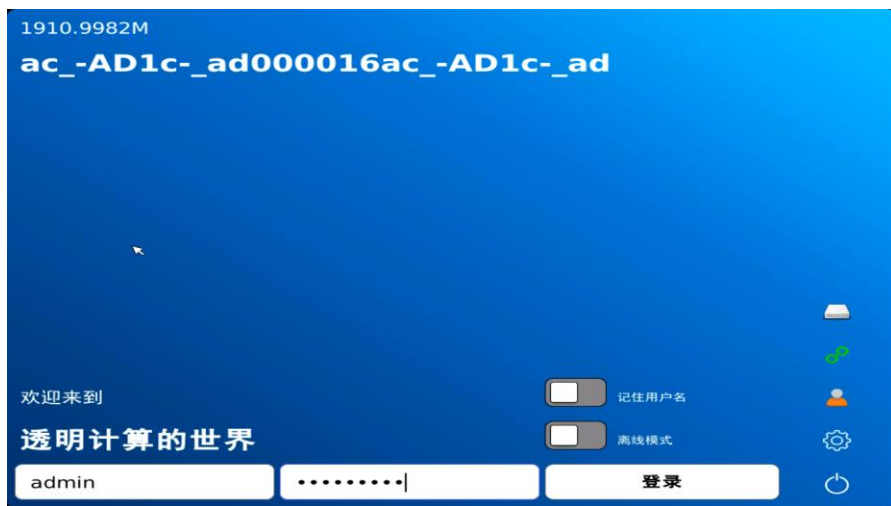 1910.9982M
ac_-AD1c-_ad000016ac_-AD1c-_ad
欢迎来到
记住用户名
透明计算的世界
离线模式
admin
•••••••••
登录